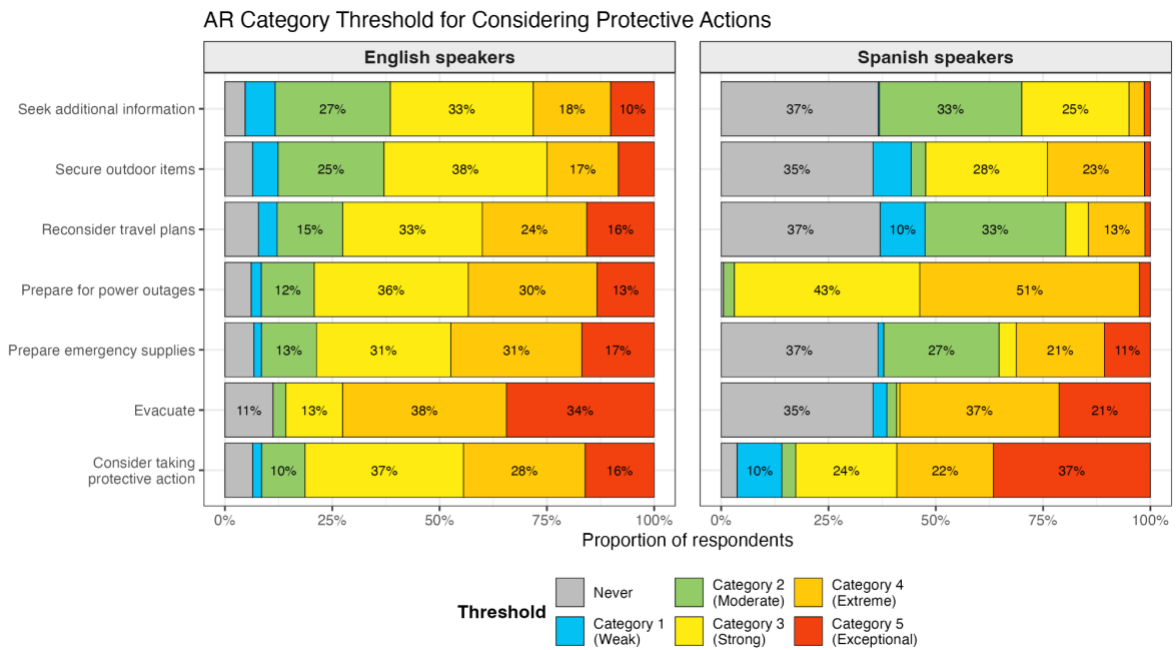 AR Category Threshold for Considering Protective Actions
English speakers
Spanish speakers
Seek additional information
27% 33% 18% 10%
37% 33% 25%
Secure outdoor items
25% 38% 17%
35% 28% 23%
Reconsider travel plans
15% 33% 24% 16%
37% 10% 33% 13%
Prepare for power outages
12% 36% 30% 13%
43% 51%
Prepare emergency supplies
13% 31% 31% 17%
37% 27% 21% 11%
Evacuate
11% 13% 38% 34%
35% 37% 21%
Consider taking
protective action
10% 37% 28% 16%
10% 24% 22% 37%
0% 25% 50% 75% 100%
0% 25% 50% 75% 100%
Proportion of respondents
Threshold
Never
Category 1
(Weak)
Category 2
(Moderate)
Category 3
(Strong)
Category 4
(Extreme)
Category 5
(Exceptional)